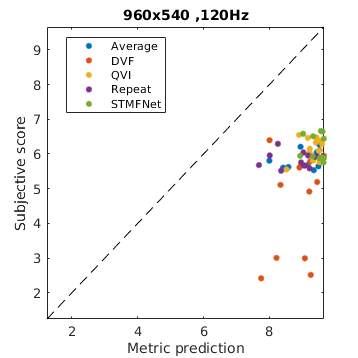 960x540 ,120Hz
Average
DVF
QVI
Repeat
STMFNet
9
8
7
6
5
4
3
2
Subjective score
2 4 6 8
Metric prediction